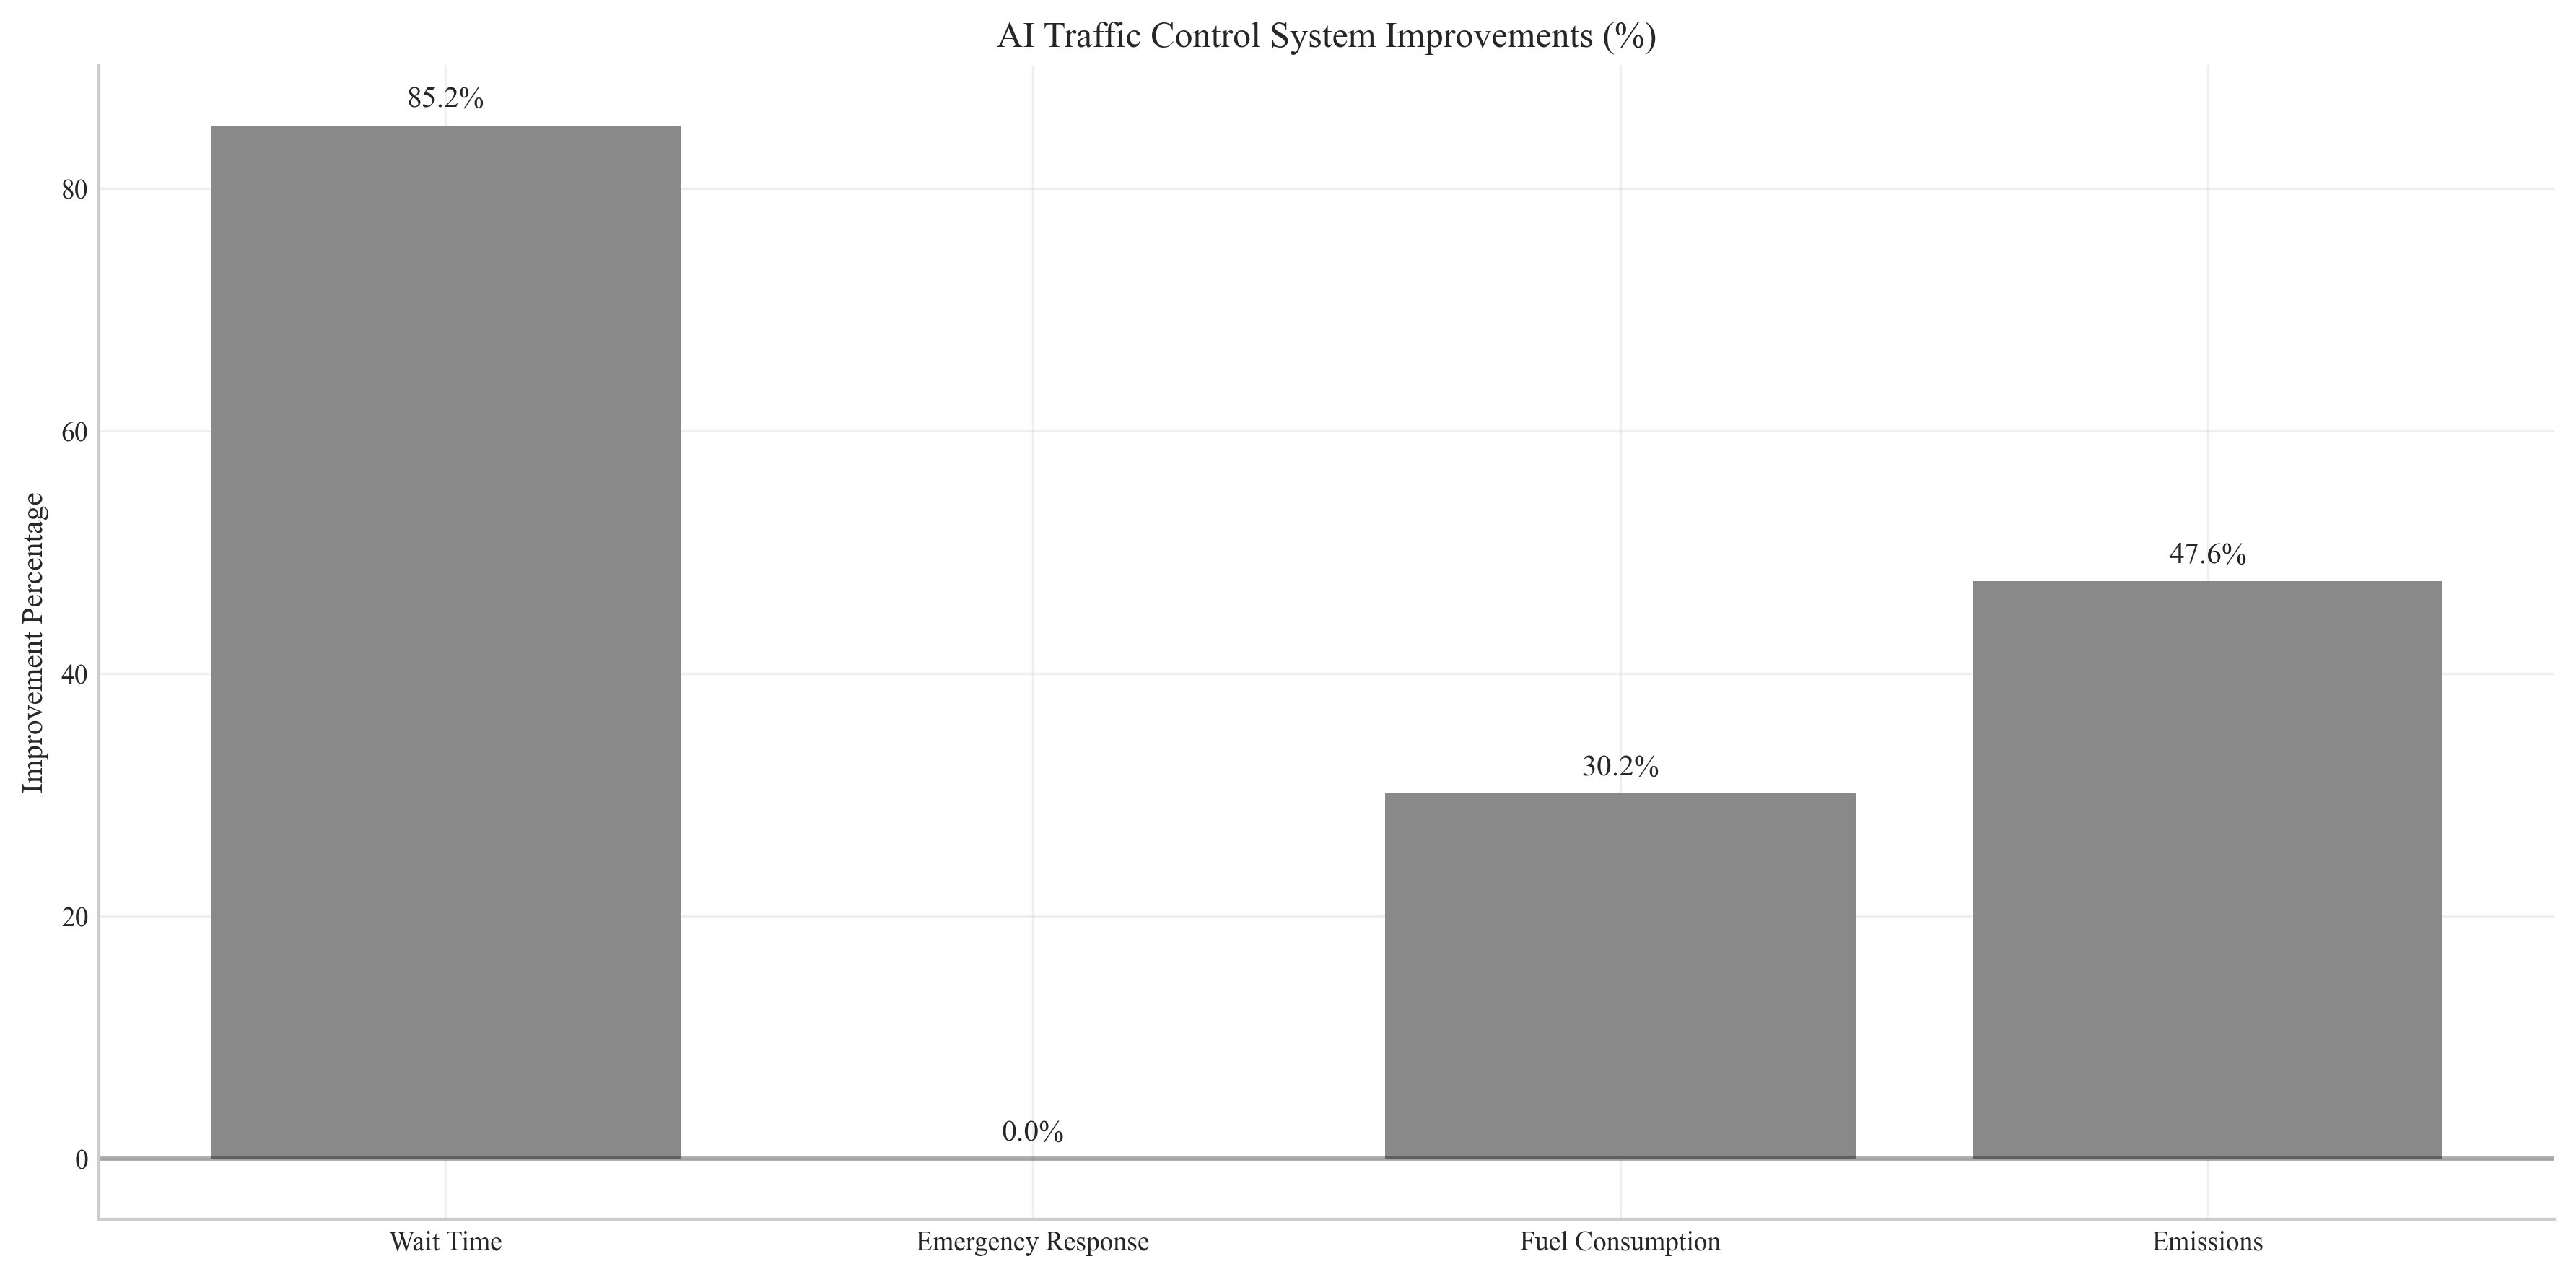 AI Traffic Control System Improvements (%)
85.2%
80
60
47.6%
Improvement Percentage
40
30.2%
20
0.0%
0
Wait Time
Emergency Response
Fuel Consumption
Emissions